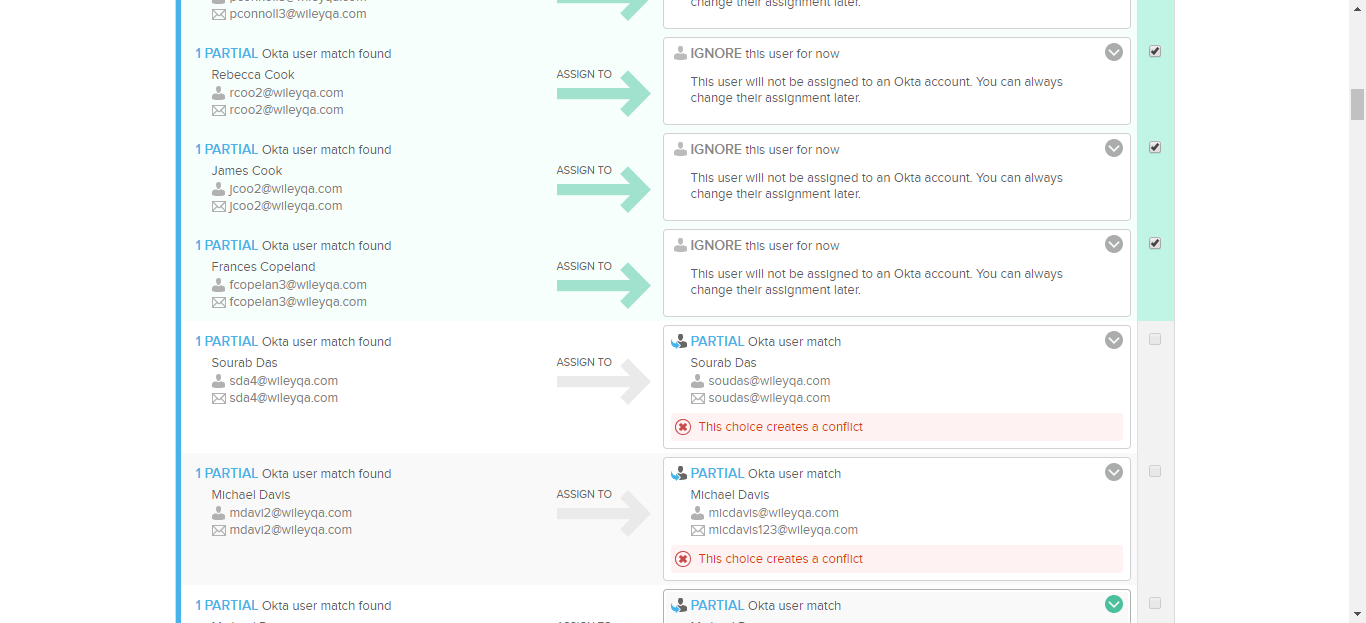 pconnoll3@wileyqa.com
change their assignment later.
1 PARTIAL Okta user match found
Rebecca Cook
rcoo2@wileyqa.com
rcoo2@wileyqa.com
ASSIGN TO
IGNORE this user for now
This user will not be assigned to an Okta account. You can always
change their assignment later.
1 PARTIAL Okta user match found
James Cook
jcoo2@wileyqa.com
jcoo2@wileyqa.com
ASSIGN TO
IGNORE this user for now
This user will not be assigned to an Okta account. You can always
change their assignment later.
1 PARTIAL Okta user match found
Frances Copeland
fcopelan3@wileyqa.com
fcopelan3@wileyqa.com
ASSIGN TO
IGNORE this user for now
This user will not be assigned to an Okta account. You can always
change their assignment later.
1 PARTIAL Okta user match found
Sourab Das
sda4@wileyqa.com
sda4@wileyqa.com
ASSIGN TO
PARTIAL Okta user match
Sourab Das
soudas@wileyqa.com
soudas@wileyqa.com
This choice creates a conflict
1 PARTIAL Okta user match found
Michael Davis
mdavi2@wileyqa.com
mdavi2@wileyqa.com
ASSIGN TO
PARTIAL Okta user match
Michael Davis
micdavis@wileyqa.com
micdavis123@wileyqa.com
This choice creates a conflict
1 PARTIAL Okta user match found
PARTIAL Okta user match